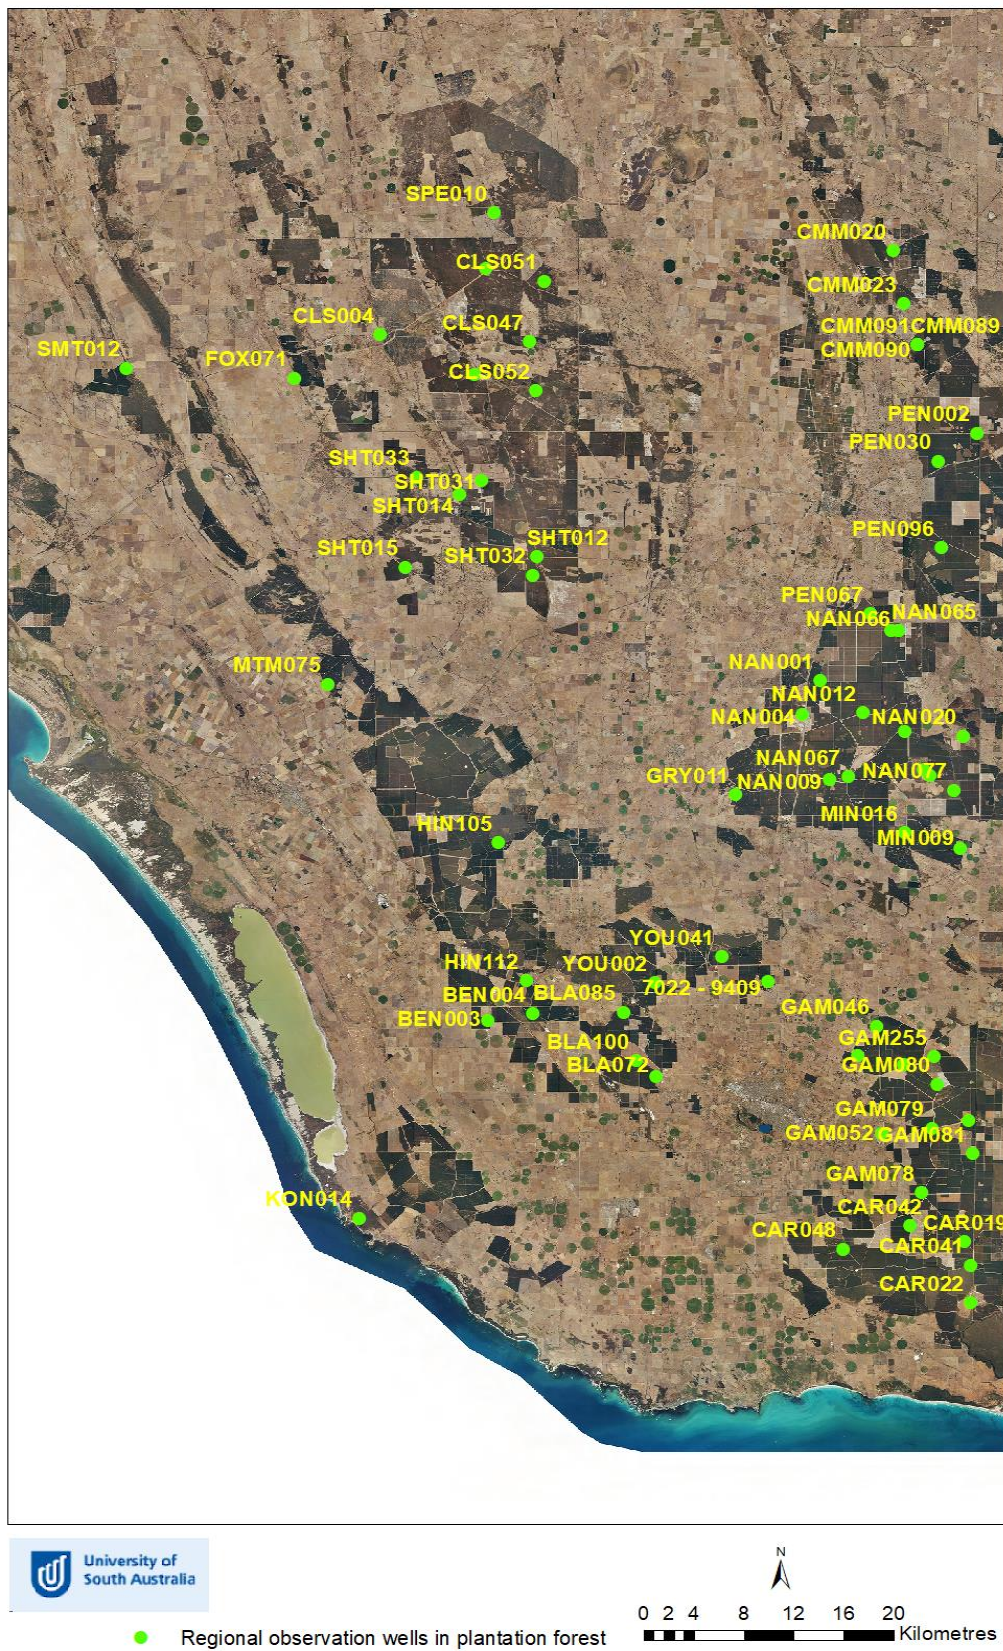 SPE010
CMM020
CLS051
CMM023
CLS004
CLS047
CMM091CMM089
SMT012
FOX071
CMM090
CLS052
PEN002
PEN030
SHT033
SHT031
SHT014
PEN096
SHT012
SHT015
SHT032
PEN067
NAN065
NAN066
MTM075
NAN001
NAN012
NAN004
NAN020
NAN067
NAN077
GRY011
NAN009
MIN016
HIN105
MIN009
YOU041
HIN112
YOU002
7022 - 9409
BEN004
BLA085
GAM046
BEN003
GAM255
BLA100
BLA072
GAM080
GAM079
GAM052
GAM081
GAM078
KON014
CAR042
CAR019
CAR048
CAR041
CAR022
University of
South Australia
N
0 2 4 8 12 16 20
Kilometres
Regional observation wells in plantation forest